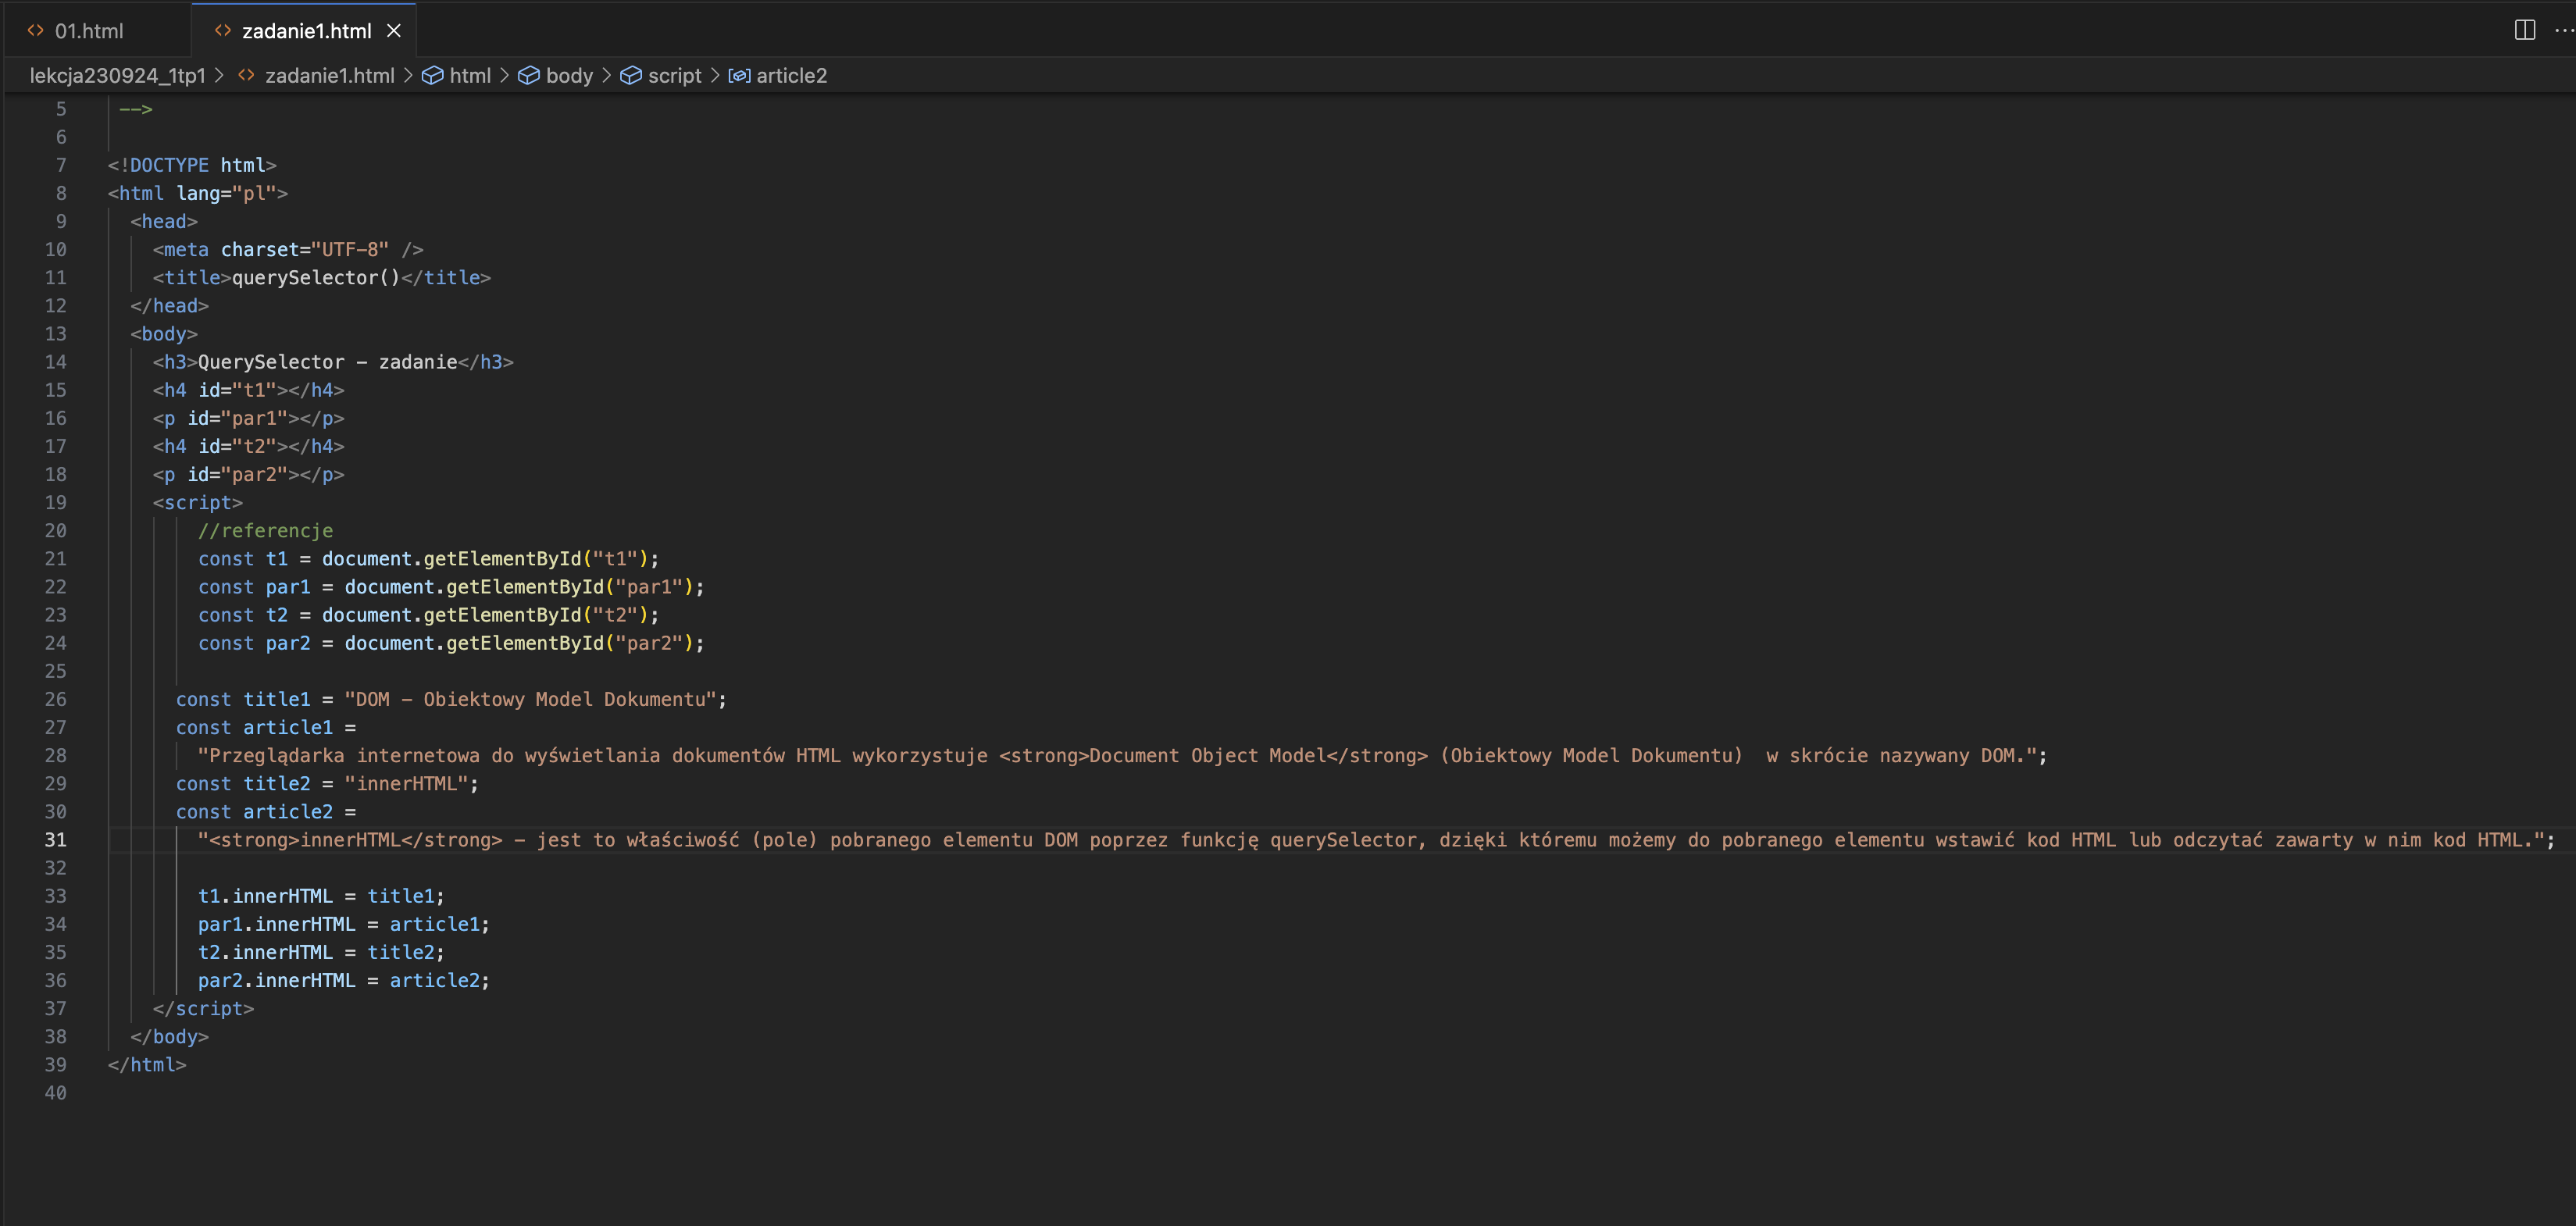 01.html
zadanie1.html
lekcja230924_1tp1 > zadanie1.html > html > body > script > article2
5 -->
6
7 <!DOCTYPE html>
8 <html lang="pl">
9 <head>
10 <meta charset="UTF-8" />
11 <title>querySelector()</title>
12 </head>
13 <body>
14 <h3>QuerySelector - zadanie</h3>
15 <h4 id="t1"></h4>
16 <p id="par1"></p>
17 <h4 id="t2"></h4>
18 <p id="par2"></p>
19 <script>
20 //referencje
21 const t1 = document.getElementById("t1");
22 const par1 = document.getElementById("par1");
23 const t2 = document.getElementById("t2");
24 const par2 = document.getElementById("par2");
25
26 const title1 = "DOM - Obiektowy Model Dokumentu";
27 const article1 =
28 "Przeglądarka internetowa do wyświetlania dokumentów HTML wykorzystuje <strong>Document Object Model</strong> (Obiektowy Model Dokumentu)  w skrócie nazywany DOM.";
29 const title2 = "innerHTML";
30 const article2 =
31 "<strong>innerHTML</strong> - jest to właściwość (pole) pobranego elementu DOM poprzez funkcję querySelector, dzięki któremu możemy do pobranego elementu wstawić kod HTML lub odczytać zawarty w nim kod HTML.";
32
33 t1.innerHTML = title1;
34 par1.innerHTML = article1;
35 t2.innerHTML = title2;
36 par2.innerHTML = article2;
37 </script>
38 </body>
39 </html>
40